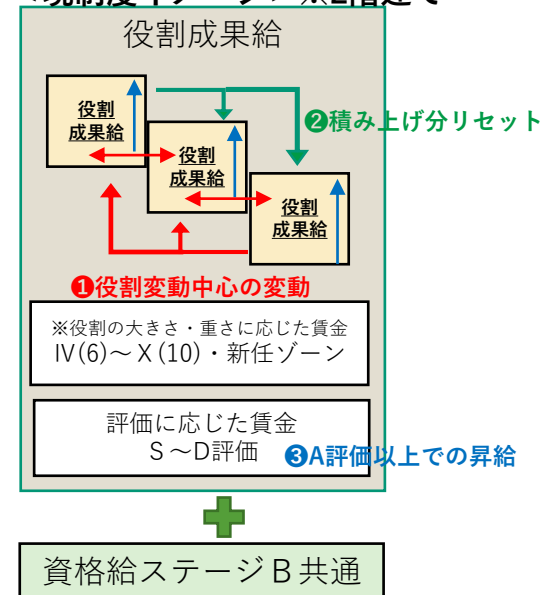 役割成果給
役割
成果給
役割
成果給
役割
成果給
❷積み上げ分リセット
❶役割変動中心の変動
※役割の大きさ・重さに応じた賃金
Ⅳ(6)～Ⅹ(10)・新任ゾーン
評価に応じた賃金
S～D評価
❸A評価以上での昇給
資格給ステージB共通